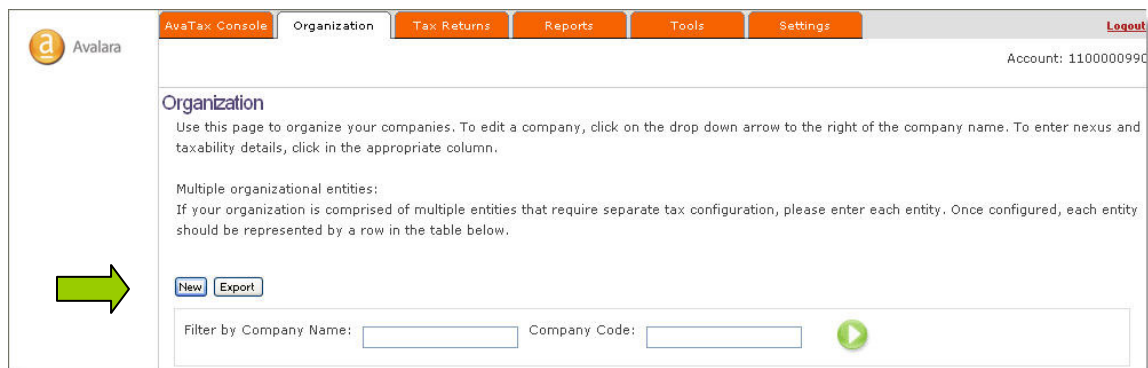 AvaTax Console Organization Tax Returns Reports Tools Settings Logout
a Avalara
Account: 1100000990
Organization
Use this page to organize your companies. To edit a company, click on the drop down arrow to the right of the company name. To enter nexus and
taxability details, click in the appropriate column.
Multiple organizational entities:
If your organization is comprised of multiple entities that require separate tax configuration, please enter each entity. Once configured, each entity
should be represented by a row in the table below.
New Export
Filter by Company Name: Company Code: